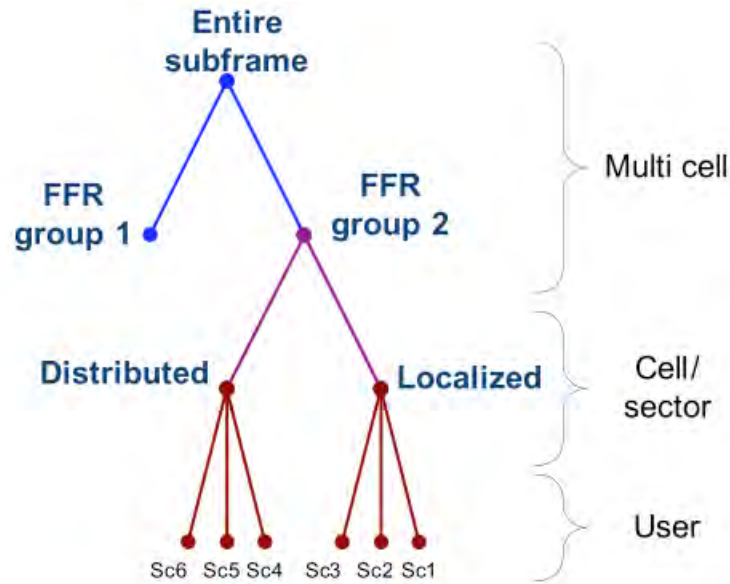 Entire
subframe
Multi cell
FFR
group 1
FFR
group 2
Distributed
Localized
Cell/
sector
User
Sc6 Sc5 Sc4 Sc3 Sc2 Sc1